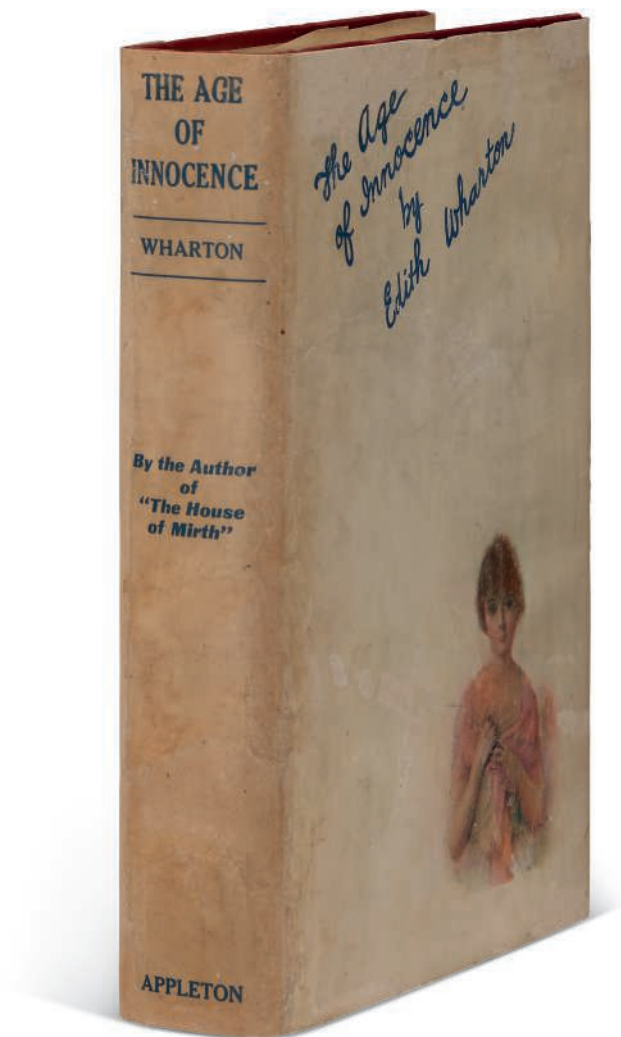 THE AGE
OF
INNOCENCE
WHARTON
By the Author
of
"The House
of Mirth"
APPLETON
The Age
of Innocence
by
Edith Wharton